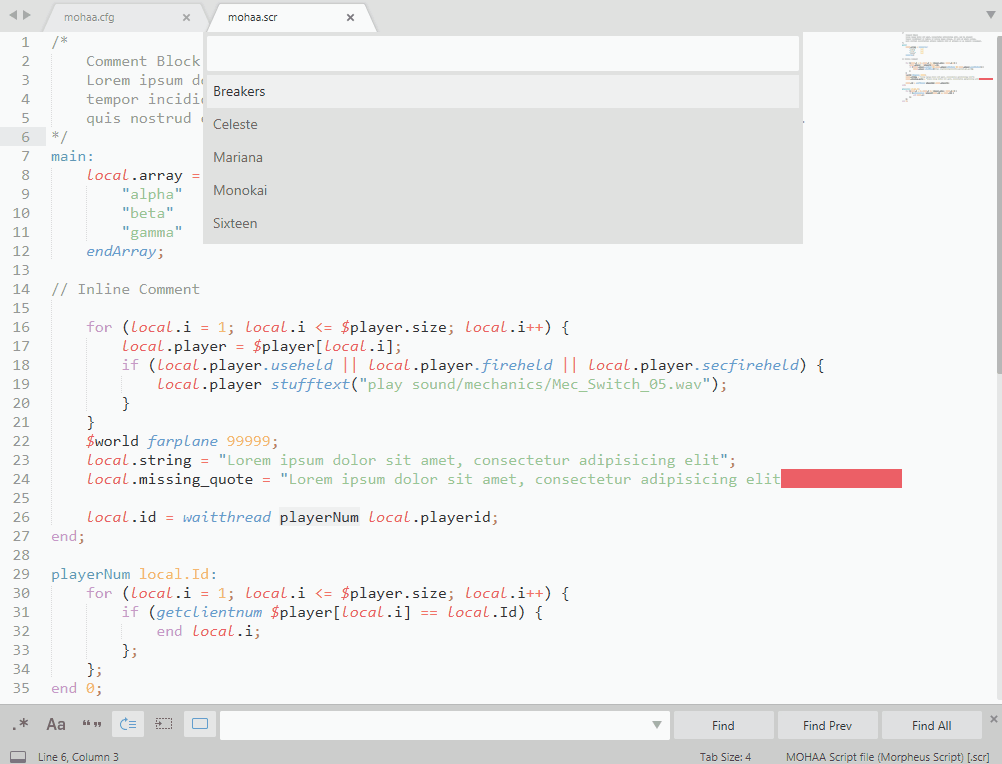 mohaa.cfg × mohaa.scr ×
1 /*
2 Comment Block
3 Lorem ipsum do
4 tempor incidi
5 quis nostrud
6 */
Breakers
Celeste
Mariana
Monokai
Sixteen
7 main:
8 local.array =
9 "alpha"
10 "beta"
11 "gamma"
12 endArray;
13
14 // Inline Comment
15
16 for (local.i = 1; local.i <= $player.size; local.i++) {
17 local.player = $player[local.i];
18 if (local.player.useheld || local.player.fireheld || local.player.secfireheld) {
19 local.player stufftext("play sound/mechanics/Mec_Switch_05.wav");
20 }
21 }
22 $world farplane 99999;
23 local.string = "Lorem ipsum dolor sit amet, consectetur adipisicing elit";
24 local.missing_quote = "Lorem ipsum dolor sit amet, consectetur adipisicing elit
25
26 local.id = waitthread playerNum local.playerid;
27 end;
28
29 playerNum local.Id:
30 for (local.i = 1; local.i <= $player.size; local.i++) {
31 if (getclientnum $player[local.i] == local.Id) {
32 end local.i;
33 };
34 };
35 end 0;
.* Aa “” Find Find Prev Find All ×
Line 6, Column 3 Tab Size: 4 MOHAA Script file (Morpheus Script) [.scr]